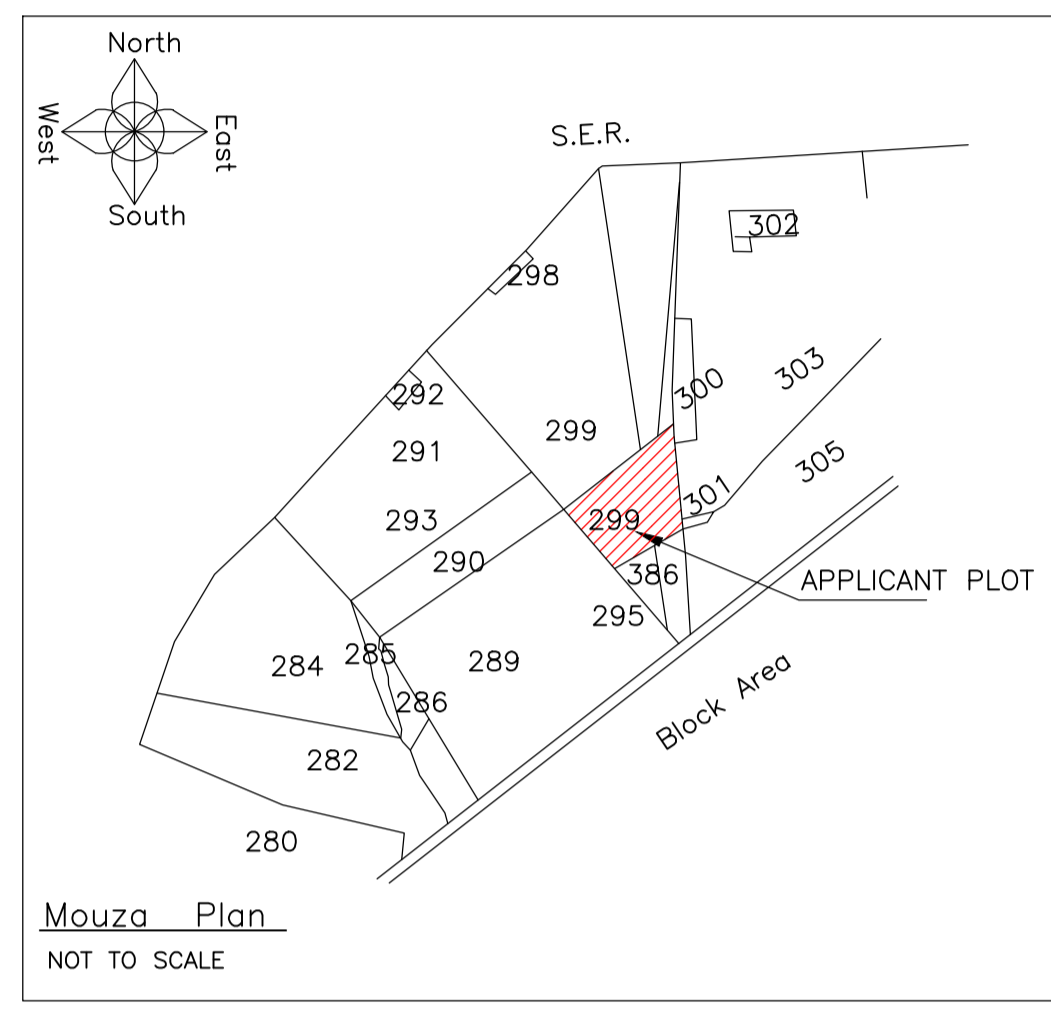 North
West
East
South
S.E.R.
302
298
303
300
292
299
291
305
301
293
299
290
386
APPLICANT PLOT
295
285
284
289
286
Block Area
282
280
Mouza Plan
NOT TO SCALE